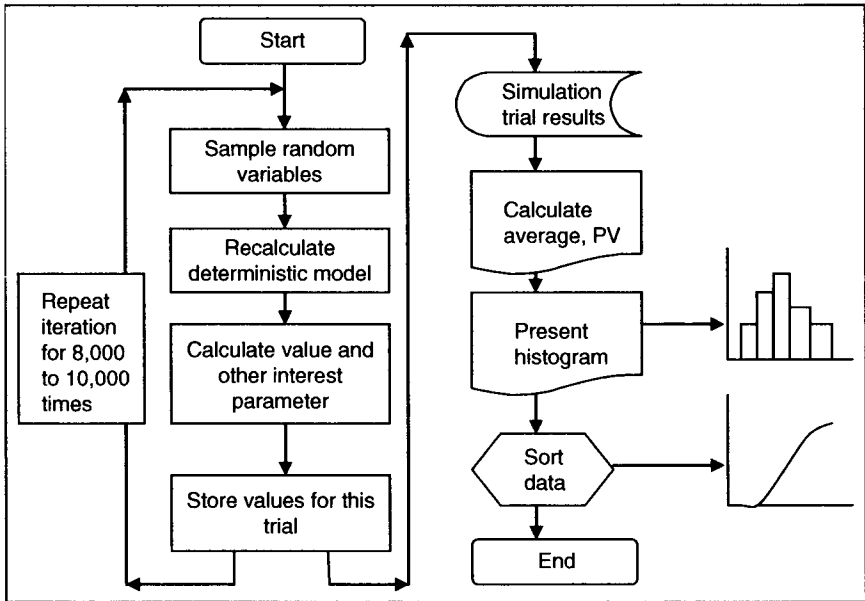 Start
Sample random
variables
Recalculate
deterministic model
Calculate value and
other interest
parameter
Store values for this
trial
Repeat
iteration
for 8,000
to 10,000
times
Simulation
trial results
Calculate
average, PV
Present
histogram
Sort
data
End